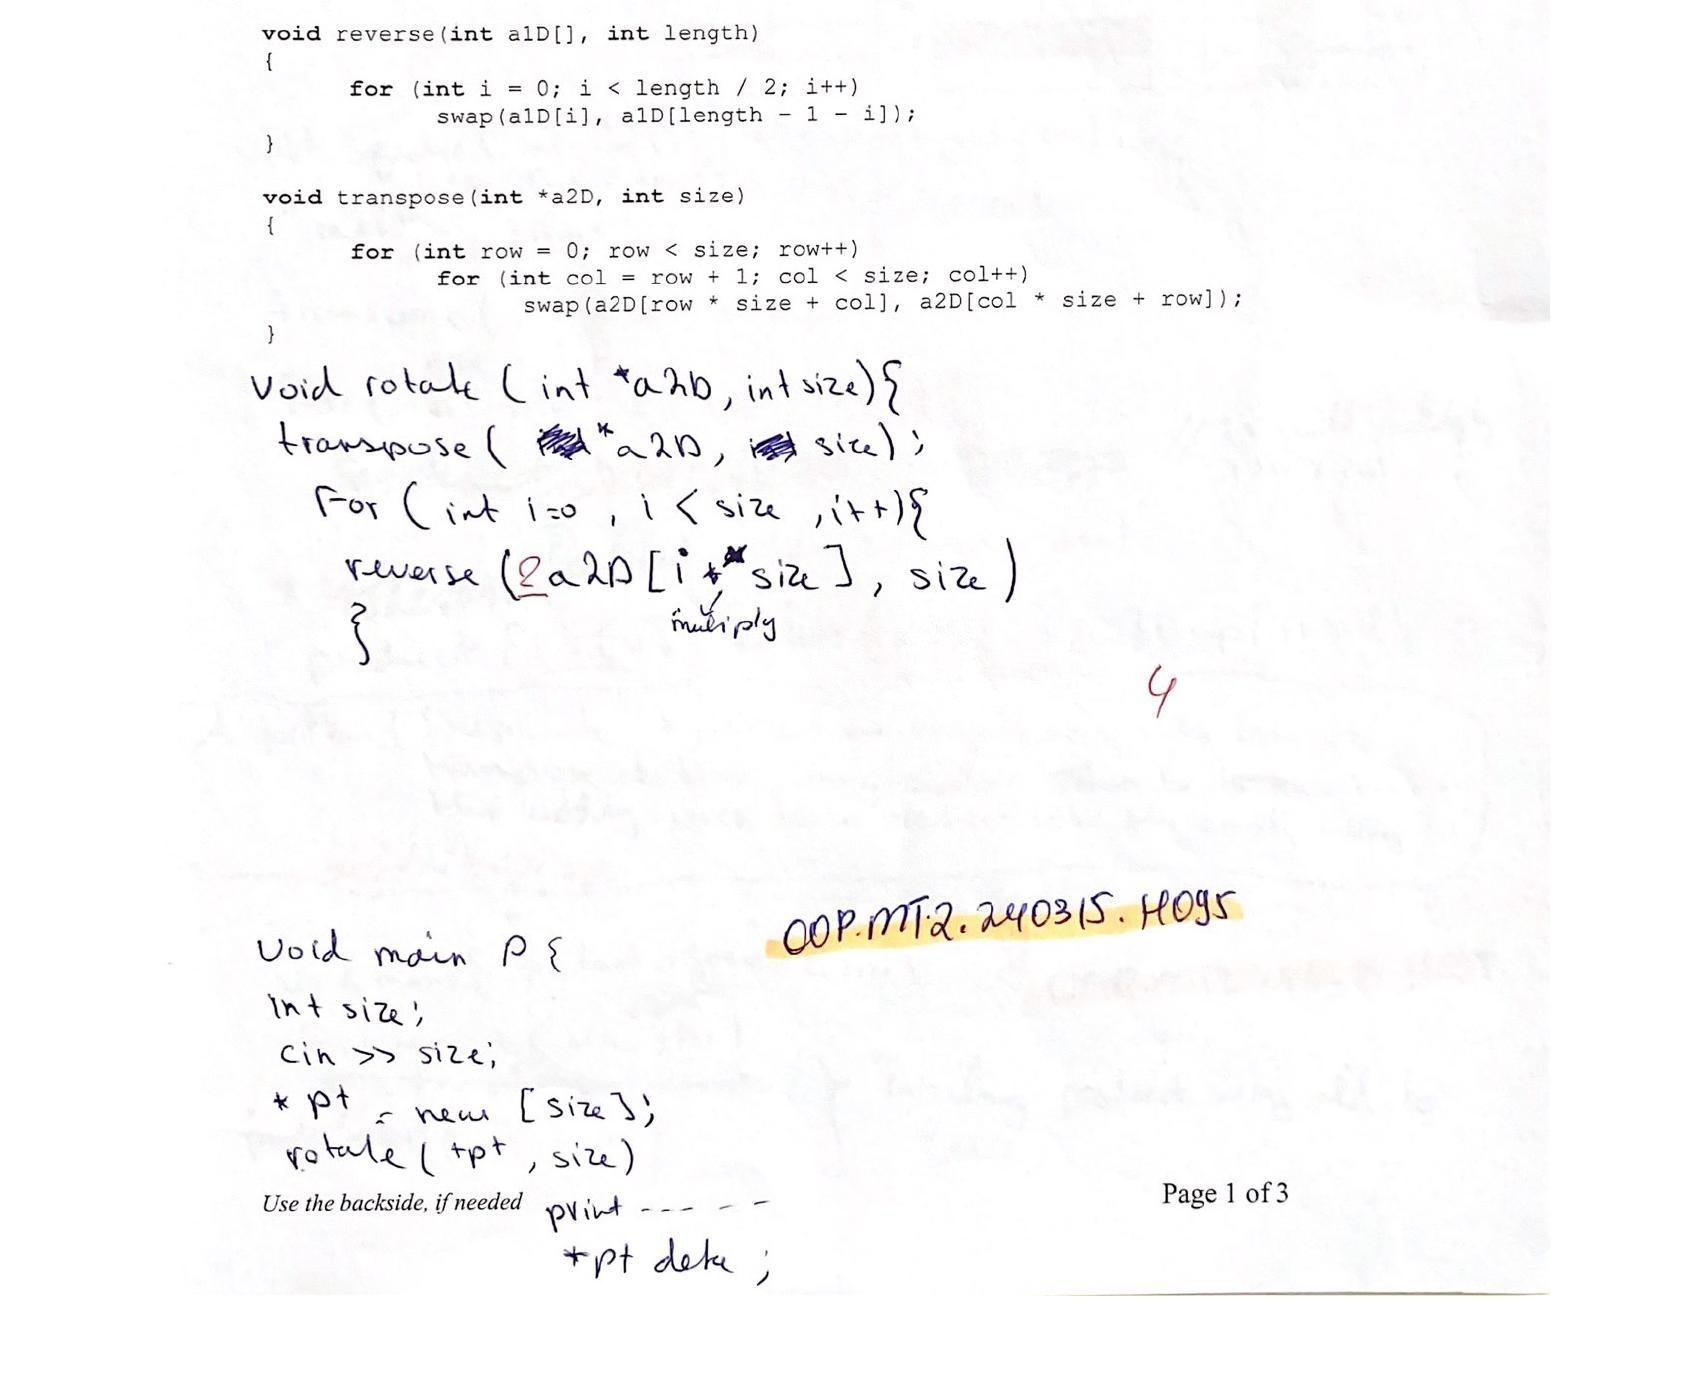 void reverse(int a1D[], int length)
{
for (int i = 0; i < length / 2; i++)
swap(a1D[i], a1D[length - 1 - i]);
}
void transpose(int *a2D, int size)
{
for (int row = 0; row < size; row++)
for (int col = row + 1; col < size; col++)
swap(a2D[row * size + col], a2D[col * size + row]);
}
void rotate (int *a2D, int size){
transpose( *a2D, size);
For ( int i=0 , i < size , i++){
reverse (a2D[i * size], size)
multiply
}
4
OOP.MT2.240315.H095
void main {
int size;
cin >> size;
* pt = new [size];
rotate ( *pt , size)
Use the backside, if needed
Page 1 of 3
print -----
*pt dete ;